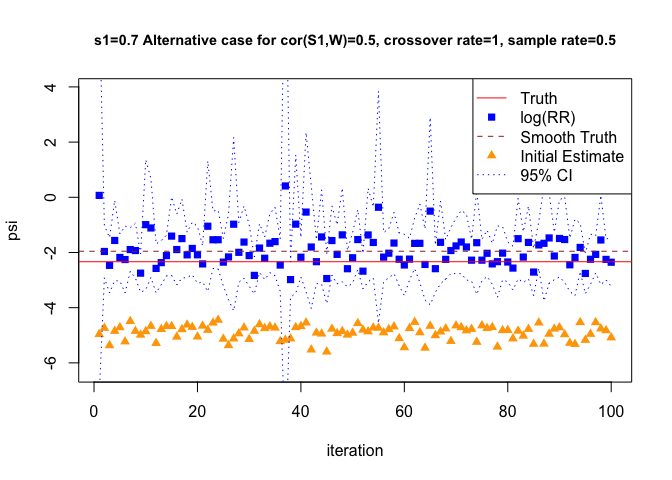 s1=0.7 Alternative case for cor(S1,W)=0.5, crossover rate=1, sample rate=0.5
Truth
log(RR)
Smooth Truth
Initial Estimate
95% CI
4
2
0
-2
-4
-6
psi
0
20
40
60
80
100
iteration